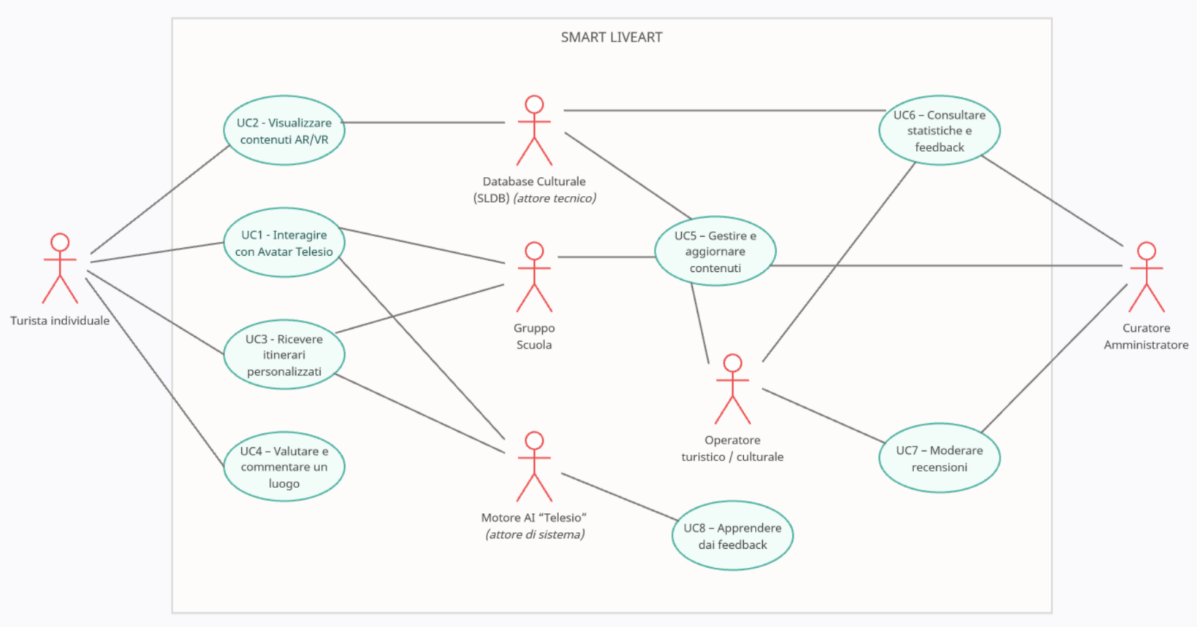 SMART LIVEART
UC2 - Visualizzare
contenuti AR/VR
Database Culturale
(SLDB) (attore tecnico)
UC6 – Consultare
statistiche e
feedback
UC1 - Interagire
con Avatar Telesio
UC5 – Gestire e
aggiornare
contenuti
Turista individuale
Gruppo
Scuola
Curatore
Amministratore
UC3 - Ricevere
itinerari
personalizzati
Operatore
turistico / culturale
UC4 – Valutare e
commentare un
luogo
UC7 – Moderare
recensioni
Motore AI “Telesio”
(attore di sistema)
UC8 – Apprendere
dai feedback